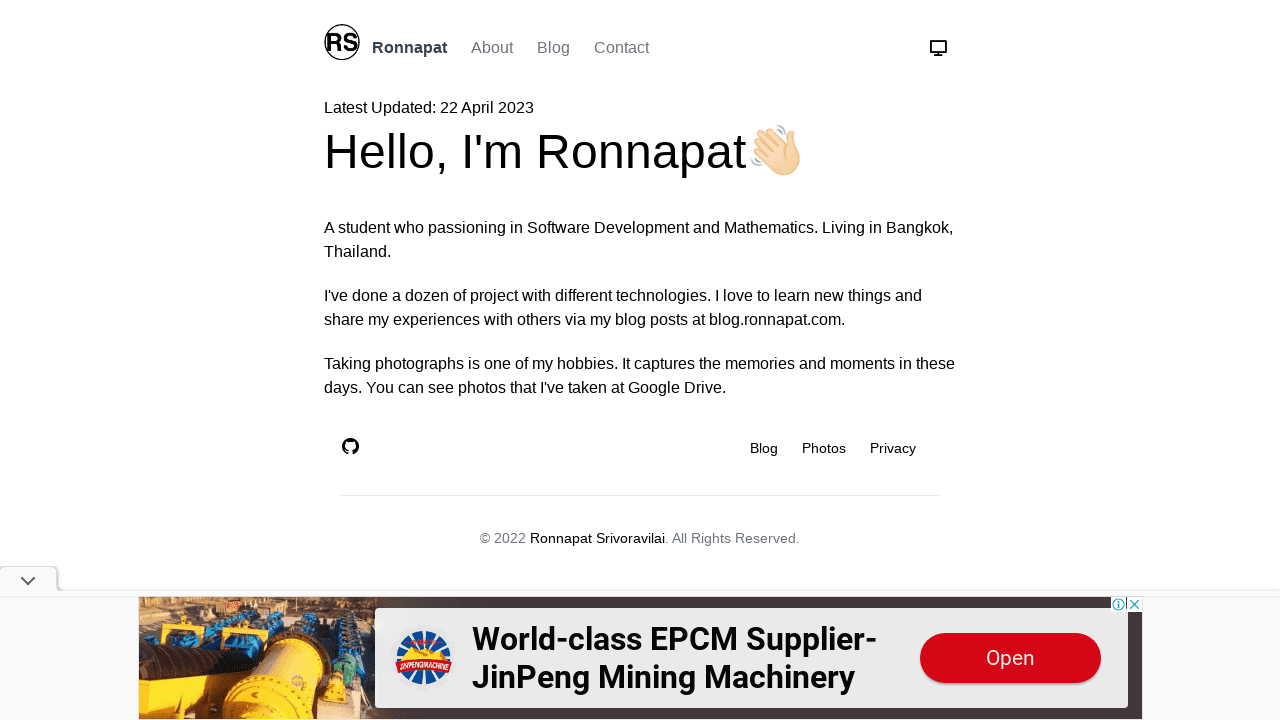 RS Ronnapat About Blog Contact
Latest Updated: 22 April 2023
Hello, I'm Ronnapat👋🏻
A student who passioning in Software Development and Mathematics. Living in Bangkok,
Thailand.
I've done a dozen of project with different technologies. I love to learn new things and
share my experiences with others via my blog posts at blog.ronnapat.com.
Taking photographs is one of my hobbies. It captures the memories and moments in these
days. You can see photos that I've taken at Google Drive.
Blog Photos Privacy
© 2022 Ronnapat Srivoravilai. All Rights Reserved.
World-class EPCM Supplier-
JinPeng Mining Machinery
JINPENGMACHINE
Open